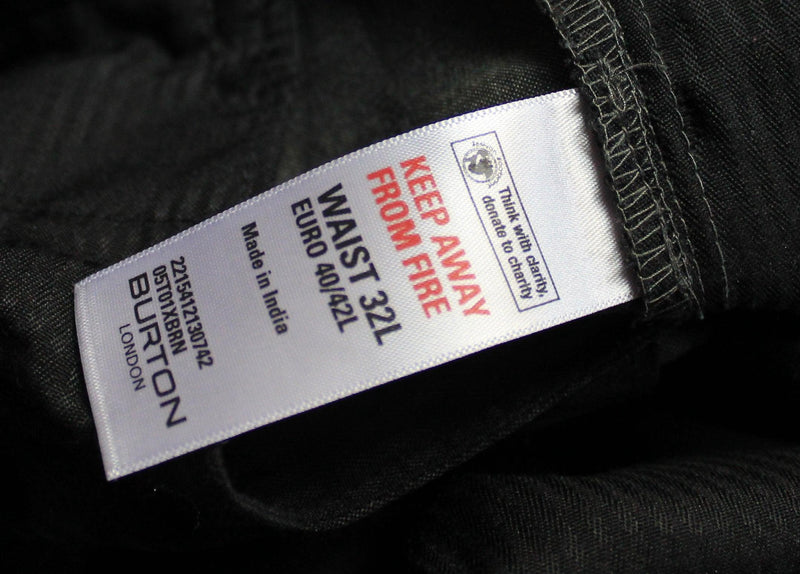 Think with clarity,
donate to charity
KEEP AWAY
FROM FIRE
WAIST 32L
EURO 40/42L
Made in India
2215412130742
05T01XBRN
BURTON
LONDON